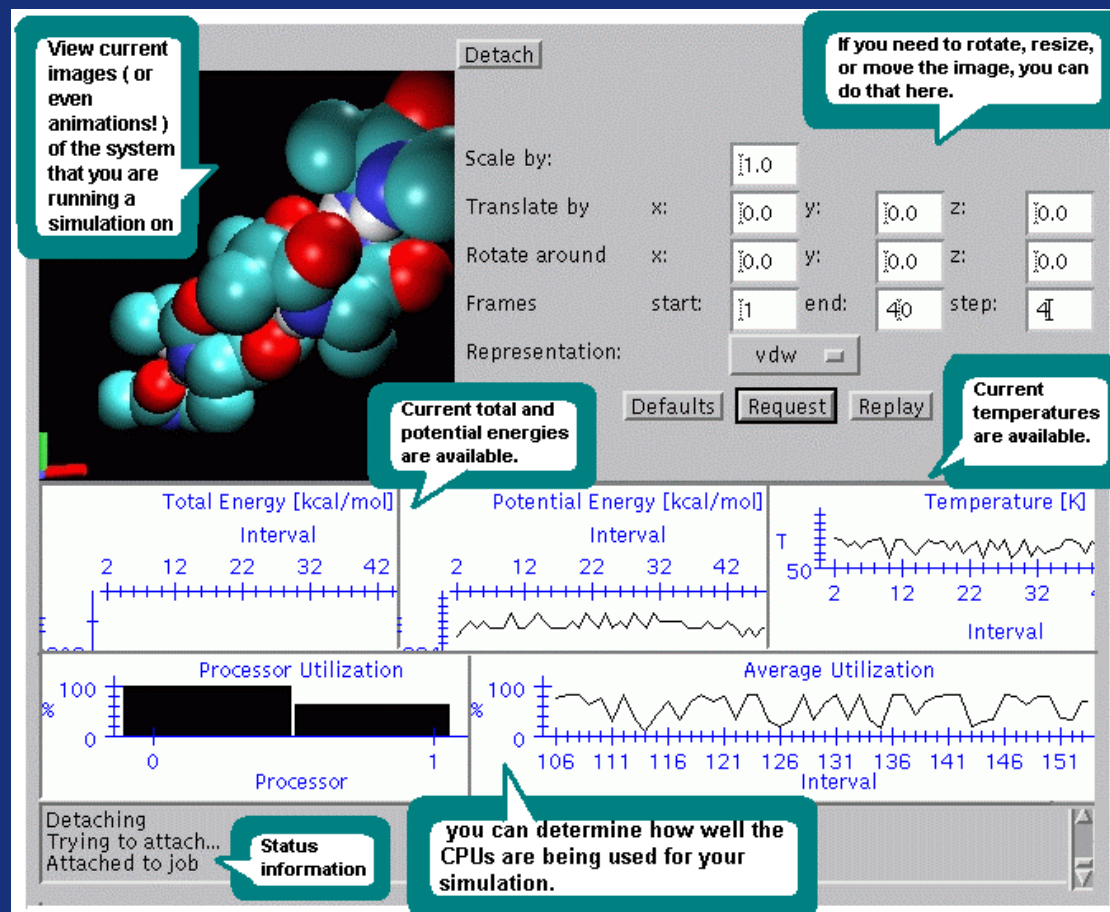 View current
images ( or
even
animations! )
of the system
that you are
running a
simulation on
Detach
If you need to rotate, resize,
or move the image, you can
do that here.
Scale by: 1.0
Translate by x: 0.0 y: 0.0 z: 0.0
Rotate around x: 0.0 y: 0.0 z: 0.0
Frames start: 1 end: 40 step: 4
Representation: vdw
Defaults Request Replay
Current total and
potential energies
are available.
Current
temperatures
are available.
Total Energy [kcal/mol]
Interval
2 12 22 32 42
Potential Energy [kcal/mol]
Interval
2 12 22 32 42
Temperature [K]
T
50
2 12 22 32
Interval
Processor Utilization
100
%
0
0 1
Processor
Average Utilization
100
%
0
106 111 116 121 126 131 136 141 146 151
Interval
Detaching
Trying to attach...
Attached to job
Status
information
you can determine how well the
CPUs are being used for your
simulation.